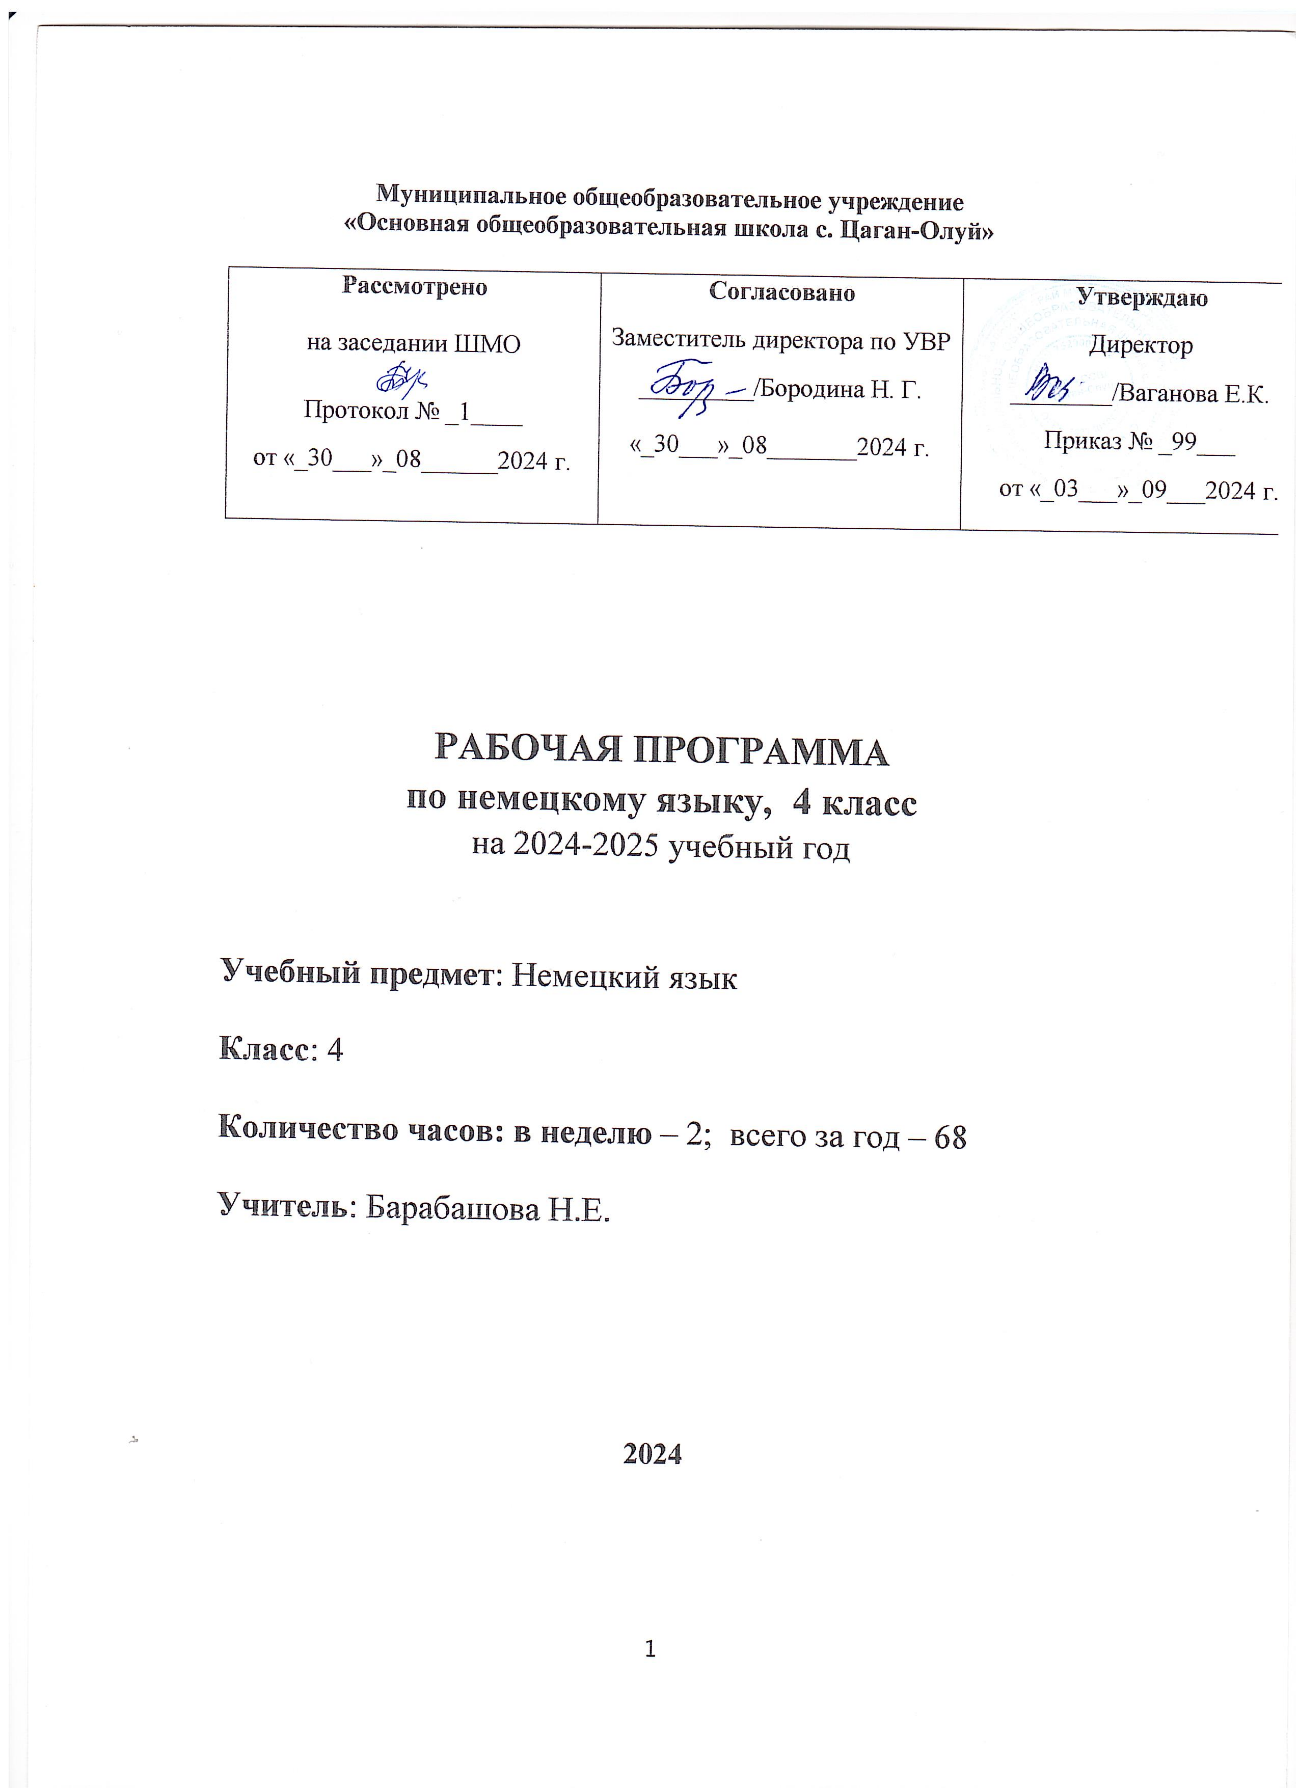 Муниципальное общеобразовательное учреждение
«Основная общеобразовательная школа с. Цаган-Олуй»
Рассмотрено
на заседании ШМО
Протокол № _1____
от «_30___»_08______2024 г.
Согласовано
Заместитель директора по УВР
_________/Бородина Н. Г.
«_30___»_08_______2024 г.
Утверждаю
Директор
________/Ваганова Е.К.
Приказ № _99___
от «_03___»_09___2024 г.
РАБОЧАЯ ПРОГРАММА
по немецкому языку,  4 класс
на 2024-2025 учебный год
Учебный предмет: Немецкий язык
Класс: 4
Количество часов: в неделю – 2;  всего за год – 68
Учитель: Барабашова Н.Е.
2024
1